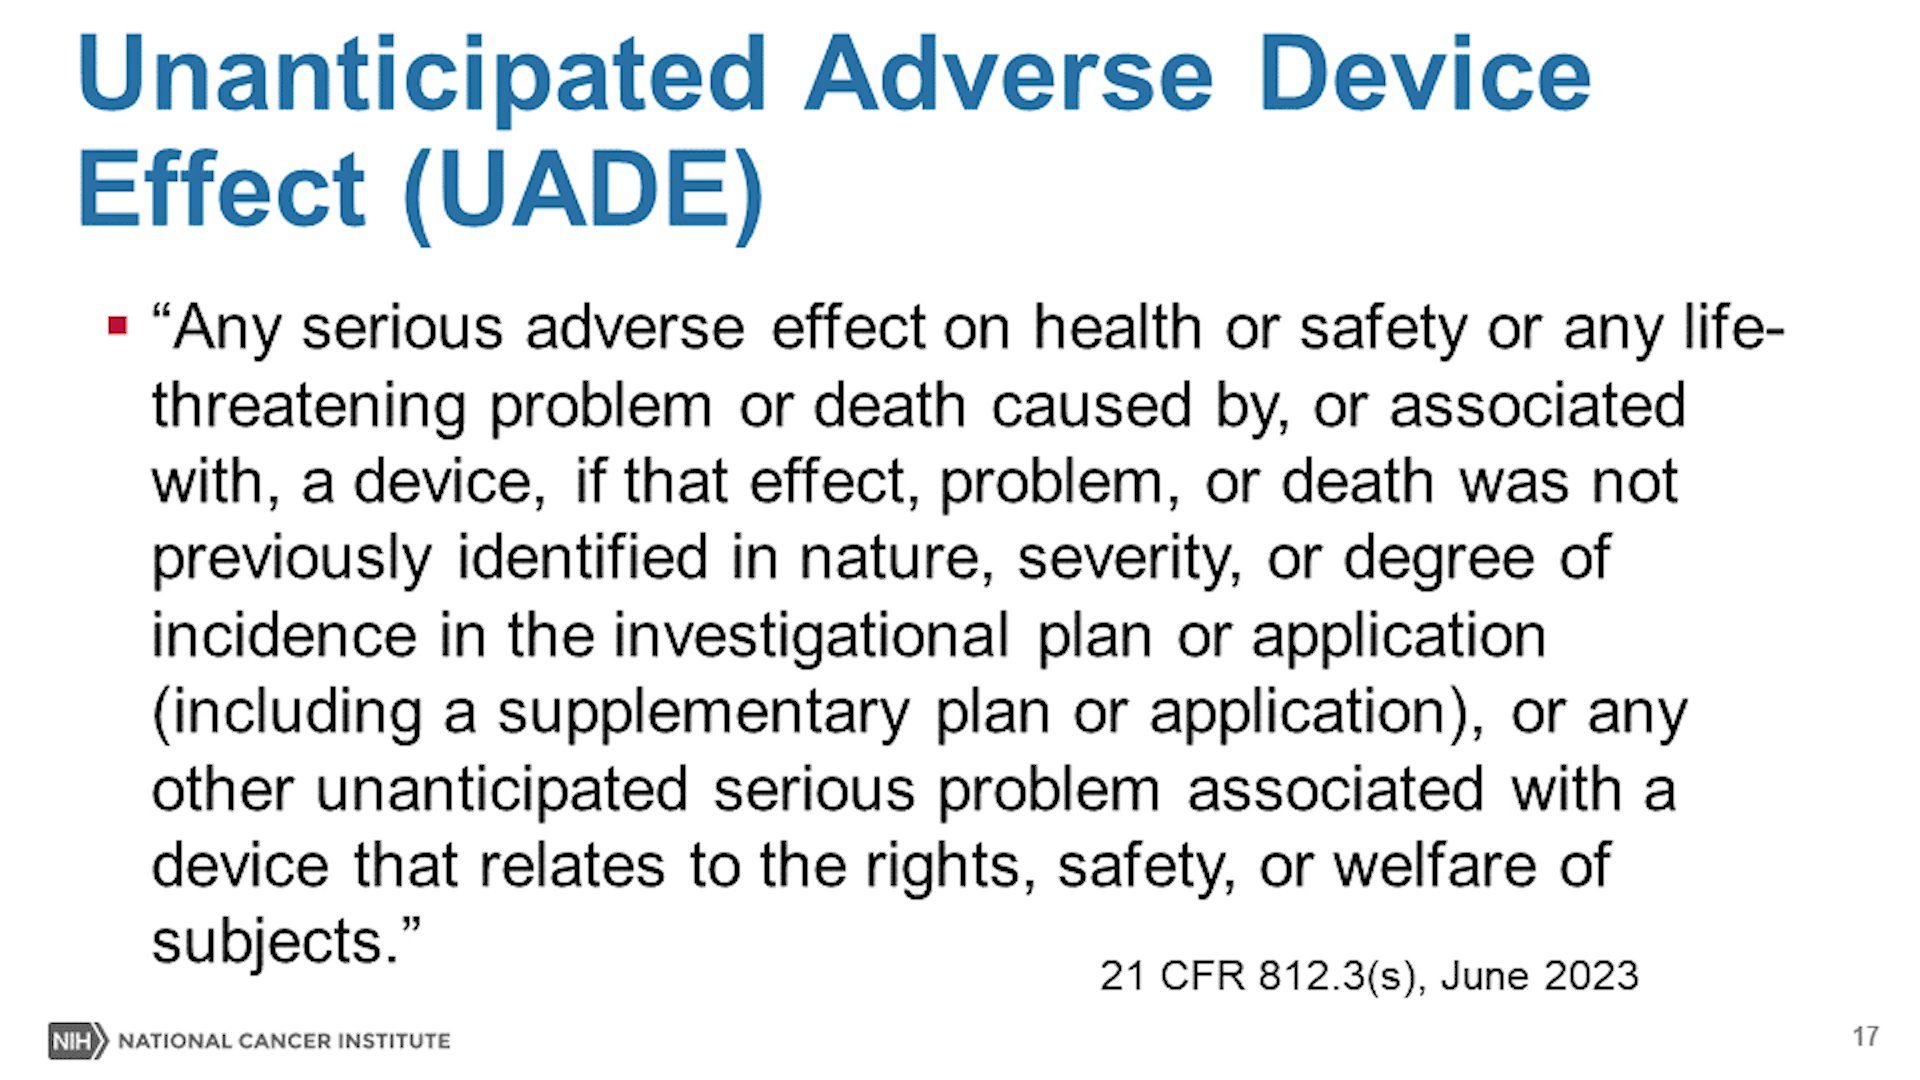 Unanticipated Adverse Device
Effect (UADE)
▪ “Any serious adverse effect on health or safety or any life-
threatening problem or death caused by, or associated
with, a device, if that effect, problem, or death was not
previously identified in nature, severity, or degree of
incidence in the investigational plan or application
(including a supplementary plan or application), or any
other unanticipated serious problem associated with a
device that relates to the rights, safety, or welfare of
subjects.”
21 CFR 812.3(s), June 2023
NIH NATIONAL CANCER INSTITUTE
17